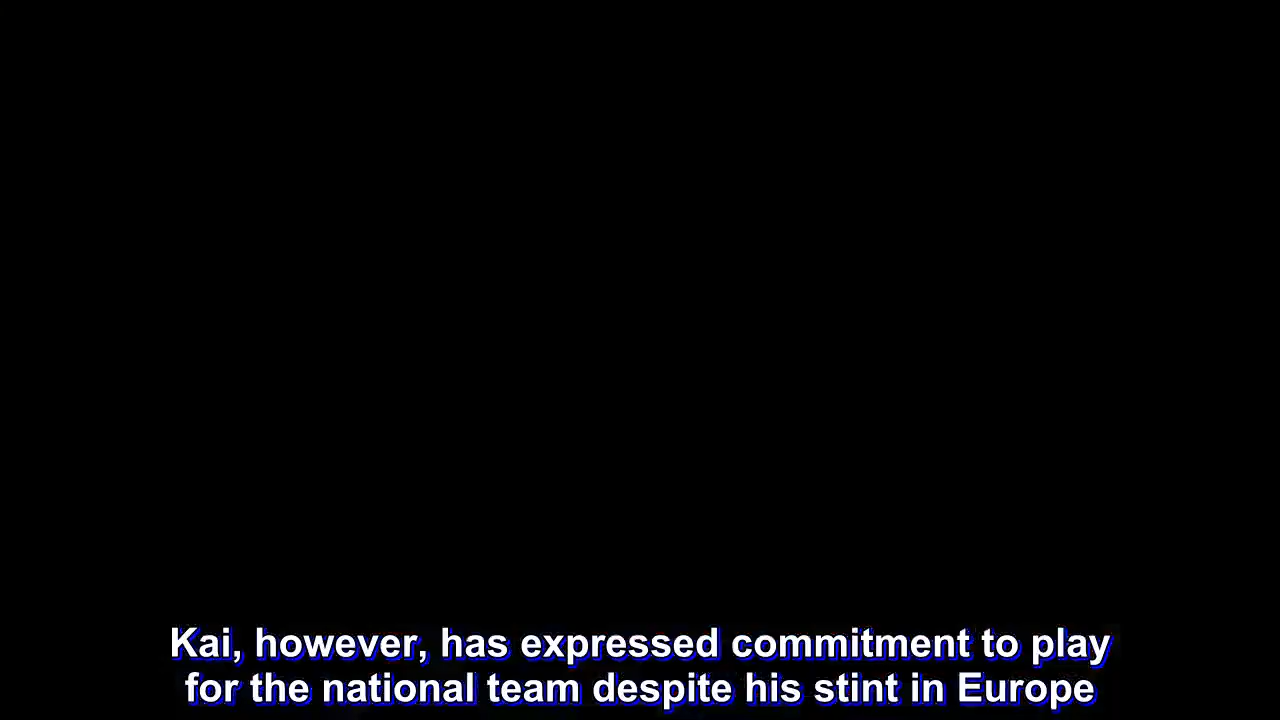 Kai, however, has expressed commitment to play
for the national team despite his stint in Europe